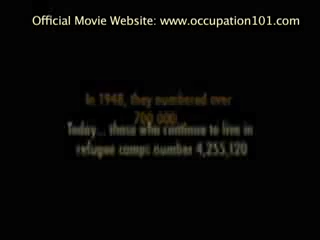 Official Movie Website: www.occupation101.com
In 1948, they numbered over
700,000
Today... those who continue to live in
refugee camps number 4,255,120